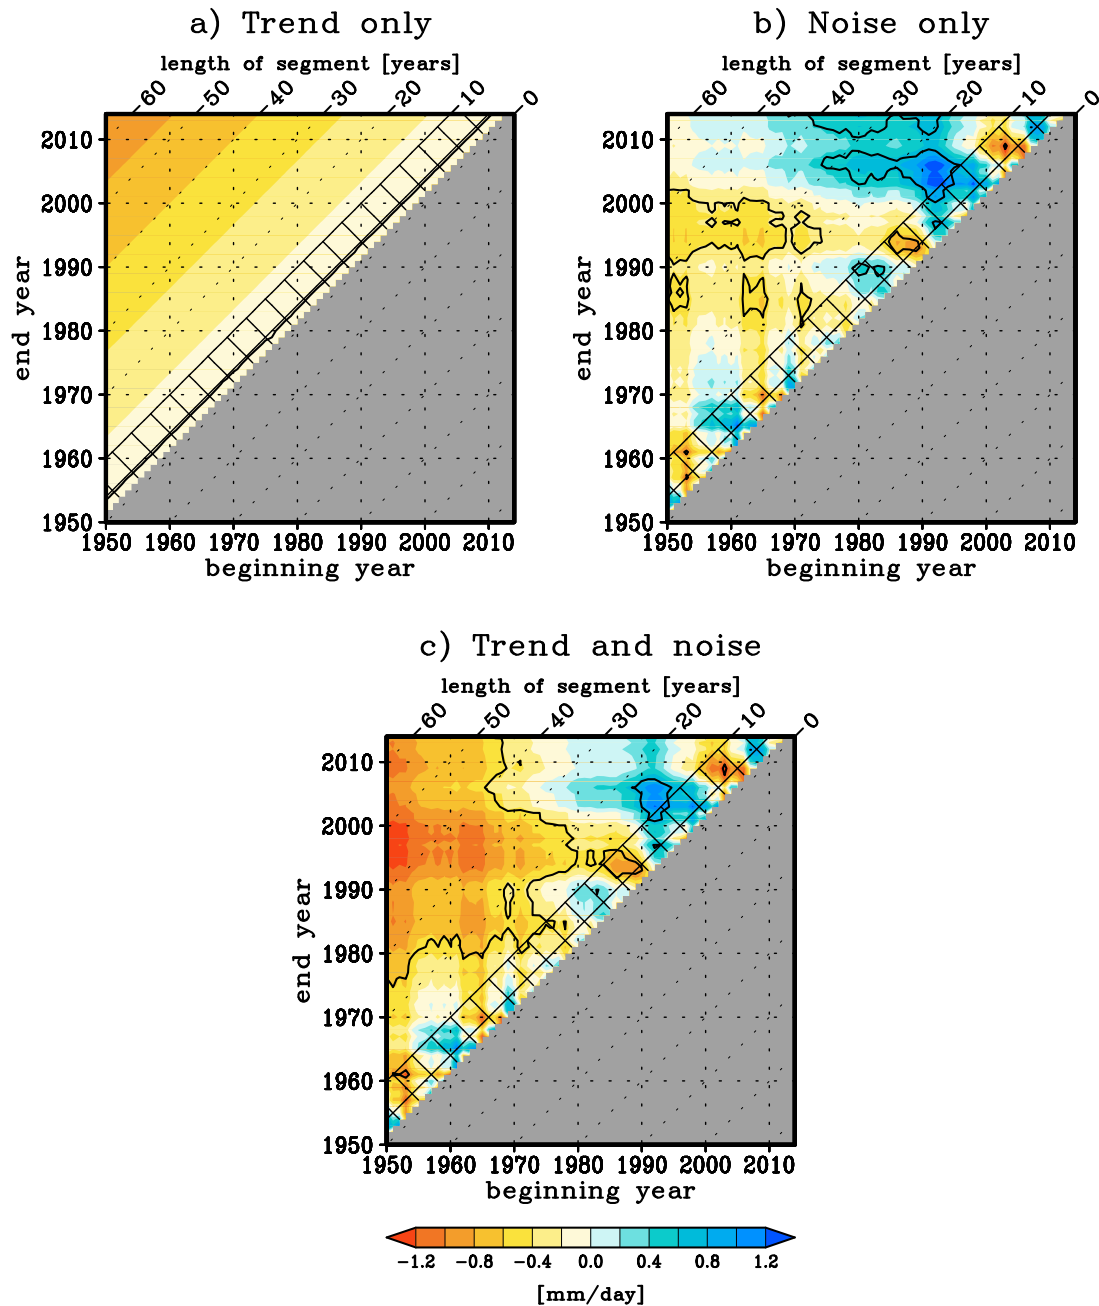 a) Trend only
length of segment [years]
60 50 40 30 20 10 0
2010
2000
1990
1980
1970
1960
1950
end year
1950 1960 1970 1980 1990 2000 2010
beginning year
b) Noise only
length of segment [years]
60 50 40 30 20 10 0
2010
2000
1990
1980
1970
1960
1950
end year
1950 1960 1970 1980 1990 2000 2010
beginning year
c) Trend and noise
length of segment [years]
60 50 40 30 20 10 0
2010
2000
1990
1980
1970
1960
1950
end year
1950 1960 1970 1980 1990 2000 2010
beginning year
-1.2 -0.8 -0.4 0.0 0.4 0.8 1.2
[mm/day]